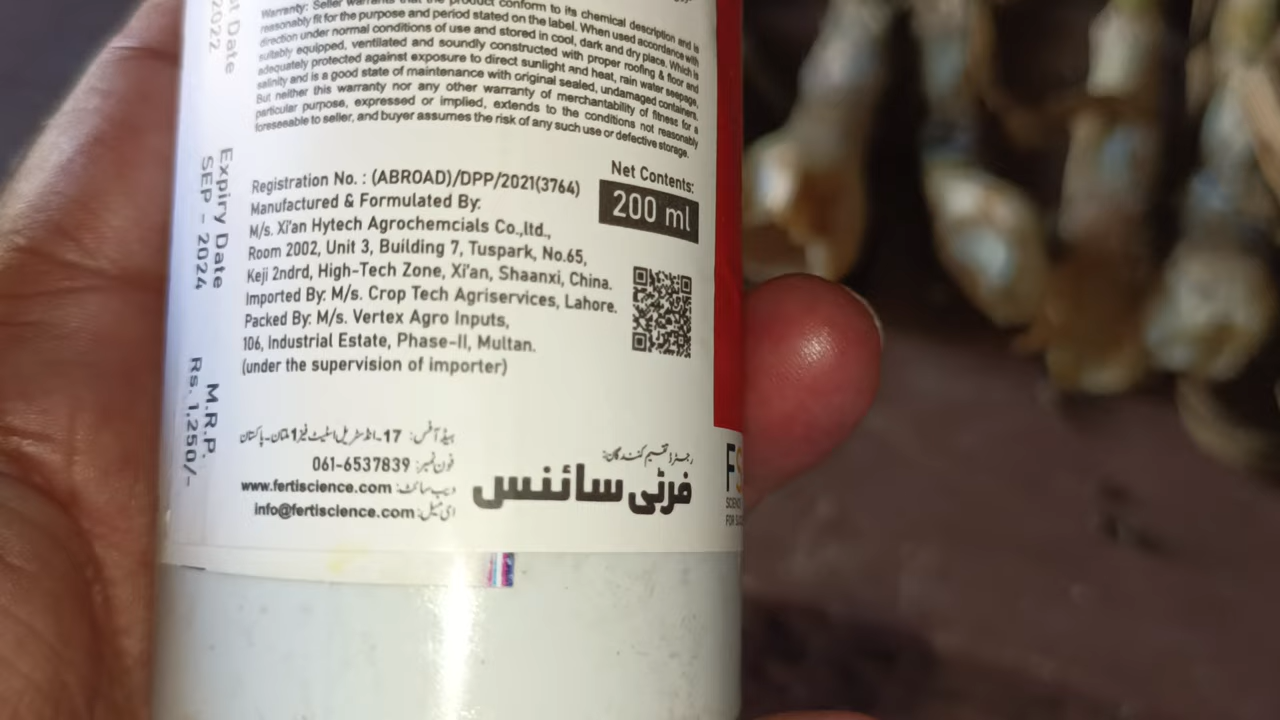 Warranty: Seller warrants that the product conform to its chemical description and is
reasonably fit for the purpose and period stated on the label. When used accordance with
direction under normal conditions of use and stored in cool, dark and dry place. Which is
suitably equipped, ventilated and soundly constructed with proper roofing & floor and
adequately protected against exposure to direct sunlight and heat, rain water seepage,
salinity and is a good state of maintenance with original sealed, undamaged containers.
But neither this warranty nor any other warranty of merchantability of fitness for a
particular purpose, expressed or implied, extends to the conditions not reasonably
foresesable to seller, and buyer assumes the risk of any such use or defective storage.
Registration No. : (ABROAD)/DPP/2021(3764)
Manufactured & Formulated By:
M/s. Xi'an Hytech Agrochemcials Co.,ltd.,
Room 2002, Unit 3, Building 7, Tuspark, No.65,
Keji 2ndrd, High-Tech Zone, Xi'an, Shaanxi, China.
Imported By: M/s. Crop Tech Agriservices, Lahore.
Packed By: M/s. Vertex Agro Inputs,
106, Industrial Estate, Phase-II, Multan.
(under the supervision of importer)
Net Contents:
200 ml
Date
2022
Expiry Date
SEP - 2024
M.R.P.
Rs. 1,250/-
ہیڈ آفس: 17۔انڈسٹریل اسٹیٹ فیز1 ملتان۔پاکستان
فون نمبر: 061-6537839
ویب سائٹ: www.fertiscience.com
ای میل: info@fertiscience.com
رجسٹرڈ تقسیم کنندگان:
فرٹی سائنس